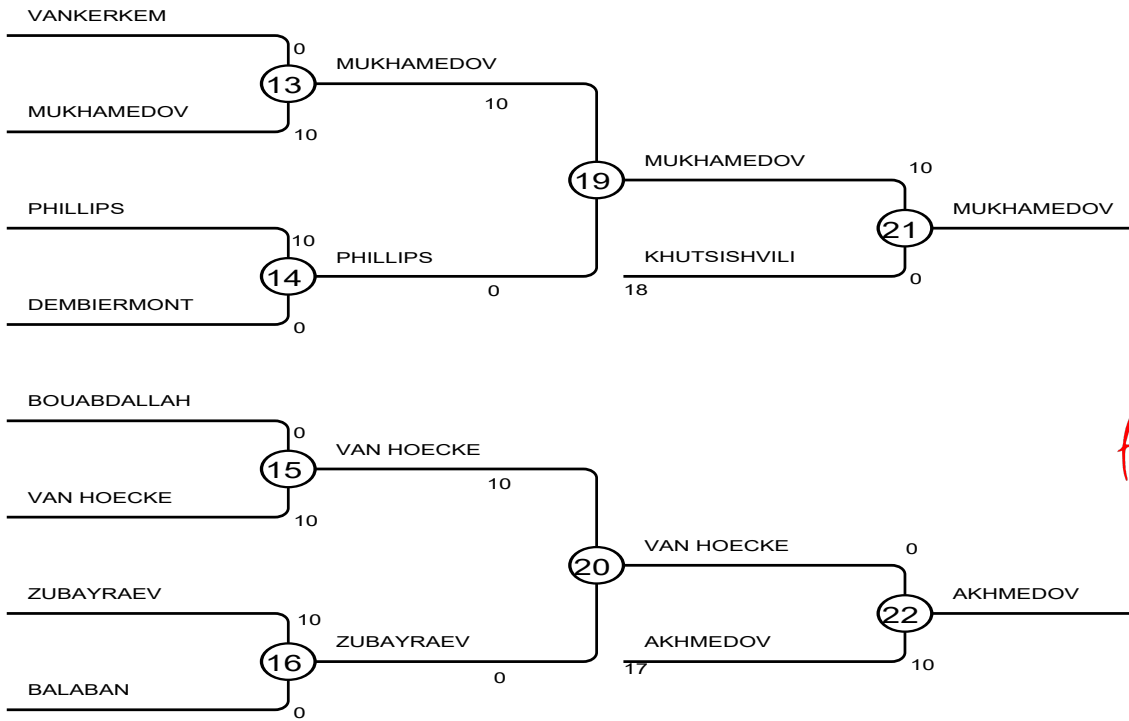 VANKERKEM
0
13
MUKHAMEDOV
10
MUKHAMEDOV
10
19
MUKHAMEDOV
10
PHILLIPS
10
14
PHILLIPS
0
DEMBIERMONT
0
KHUTSISHVILI
18
0
21
MUKHAMEDOV
BOUABDALLAH
0
15
VAN HOECKE
10
VAN HOECKE
10
20
VAN HOECKE
0
ZUBAYRAEV
10
16
ZUBAYRAEV
0
BALABAN
0
AKHMEDOV
17
10
22
AKHMEDOV